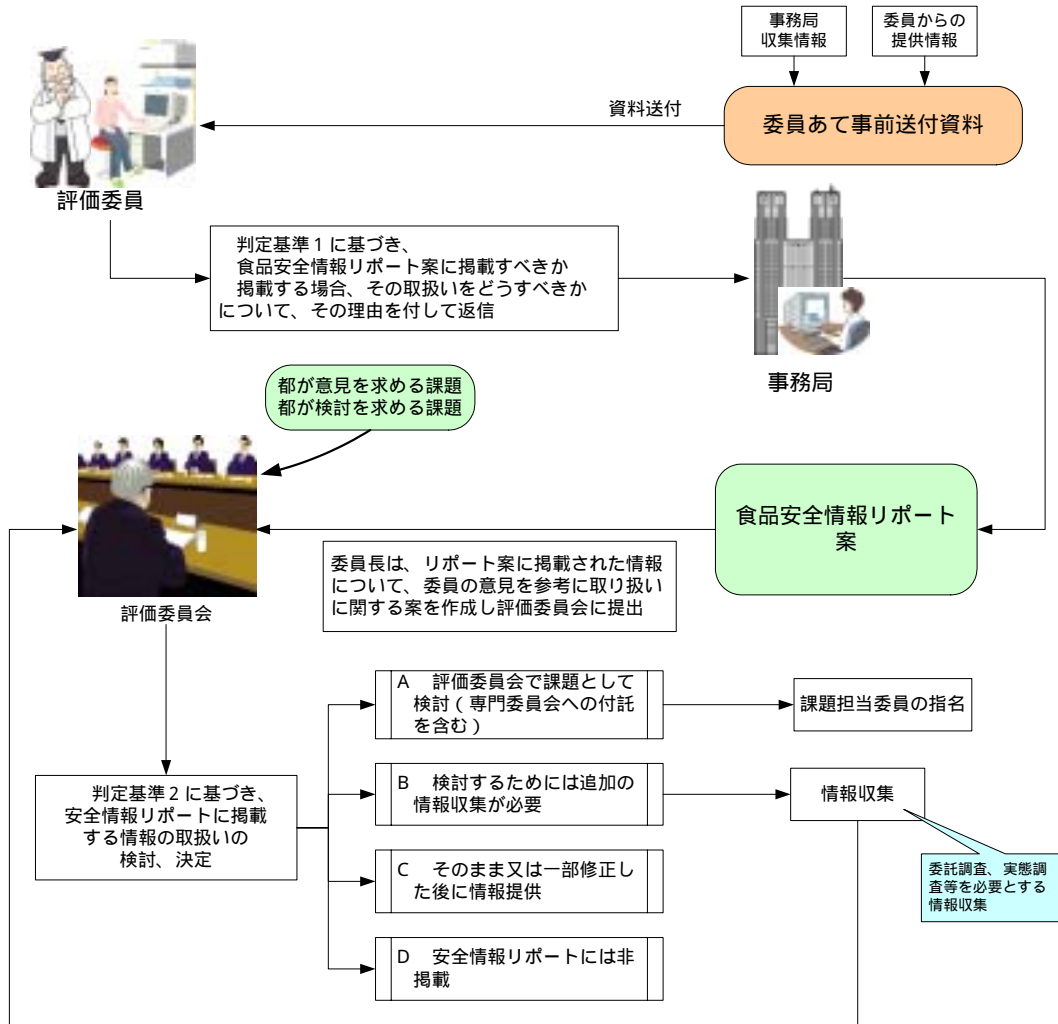 事務局
収集情報
委員からの
提供情報
委員あて事前送付資料
資料送付
評価委員
判定基準1に基づき、
食品安全情報リポート案に掲載すべきか
掲載する場合、その取扱いをどうすべきか
について、その理由を付して返信
事務局
都が意見を求める課題
都が検討を求める課題
食品安全情報リポート
案
委員長は、リポート案に掲載された情報
について、委員の意見を参考に取り扱い
に関する案を作成し評価委員会に提出
評価委員会
A 評価委員会で課題として
検討(専門委員会への付託
を含む)
課題担当委員の指名
判定基準2に基づき、
安全情報リポートに掲載
する情報の取扱いの
検討、決定
B 検討するためには追加の
情報収集が必要
情報収集
委託調査、実態調
査等を必要とする
情報収集
C そのまま又は一部修正し
た後に情報提供
D 安全情報リポートには非
掲載